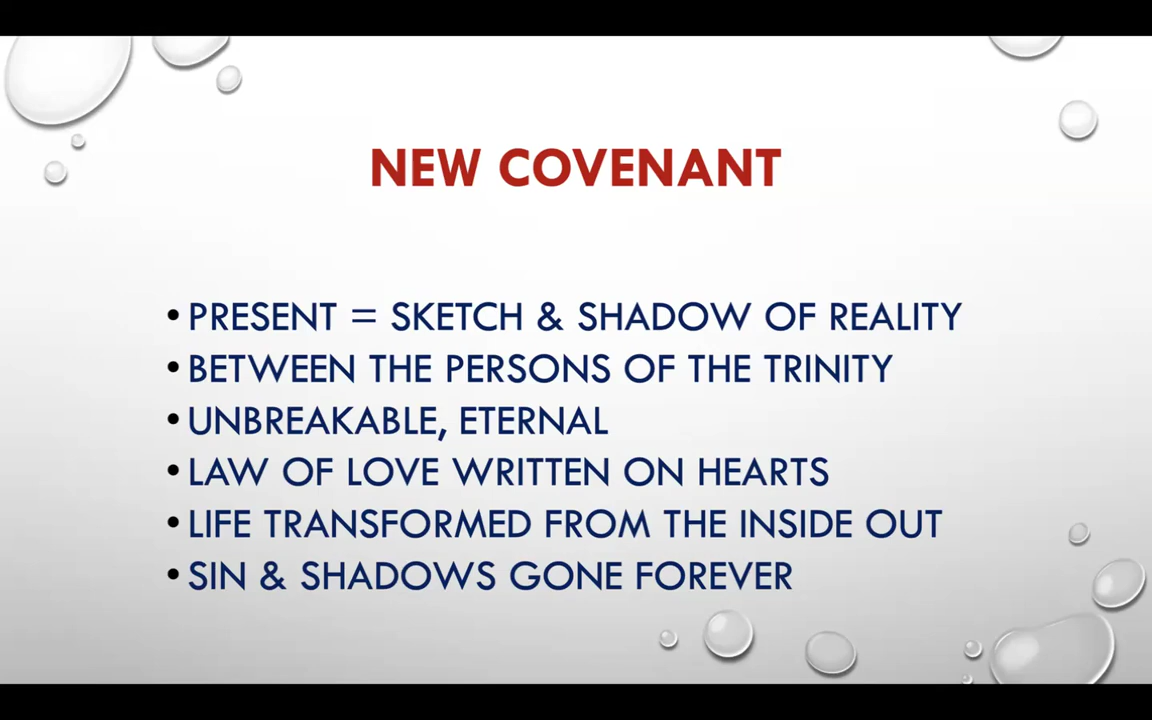 NEW COVENANT
• PRESENT = SKETCH & SHADOW OF REALITY
• BETWEEN THE PERSONS OF THE TRINITY
• UNBREAKABLE, ETERNAL
• LAW OF LOVE WRITTEN ON HEARTS
• LIFE TRANSFORMED FROM THE INSIDE OUT
• SIN & SHADOWS GONE FOREVER